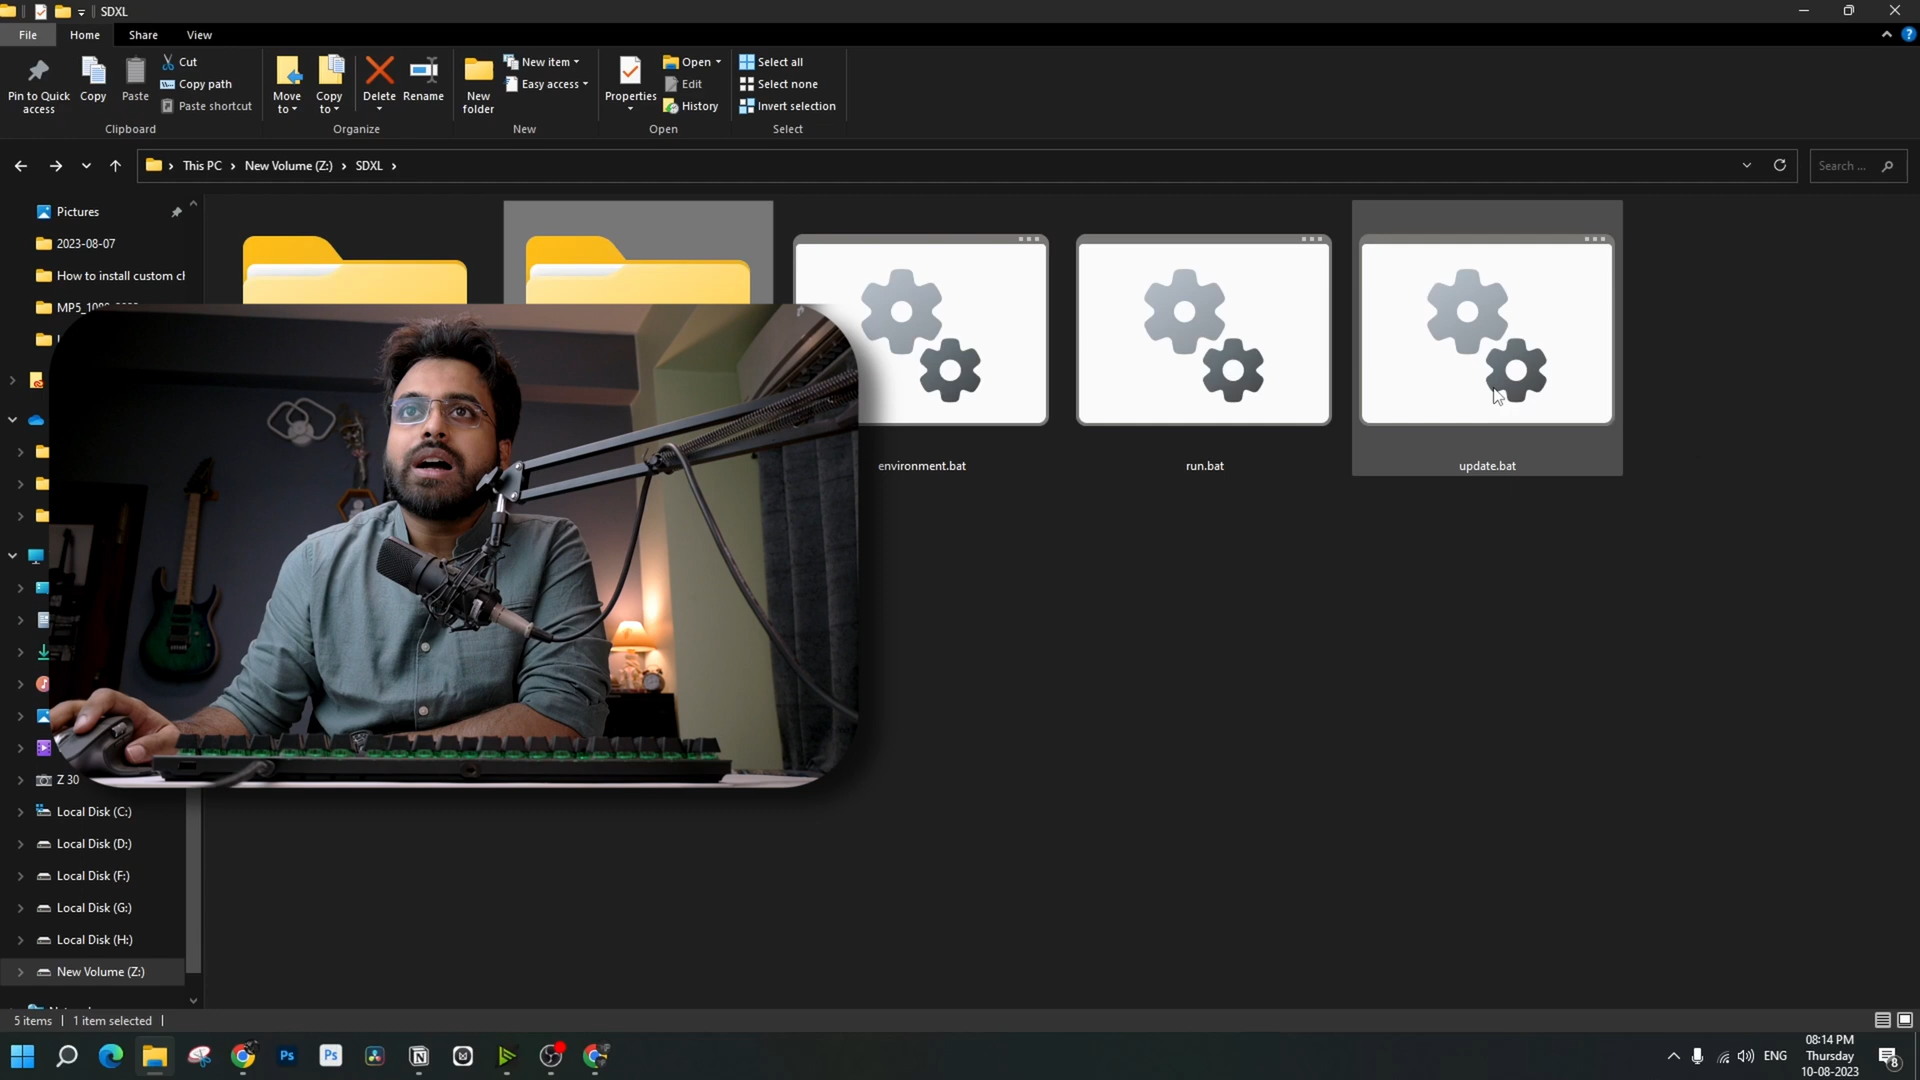 SDXL
File Home Share View
Pin to Quick access
Copy
Paste
Cut
Copy path
Paste shortcut
Clipboard
Move to
Copy to
Delete
Rename
Organize
New folder
New item
Easy access
New
Properties
Open
Edit
History
Open
Select all
Select none
Invert selection
Select
This PC New Volume (Z:) SDXL
Search ...
Pictures
2023-08-07
How to install custom cl
environment.bat
run.bat
update.bat
Z 30
Local Disk (C:)
Local Disk (D:)
Local Disk (F:)
Local Disk (G:)
Local Disk (H:)
New Volume (Z:)
5 items 1 item selected
Ps
Ps
ENG
08:14 PM
Thursday
10-08-2023
8